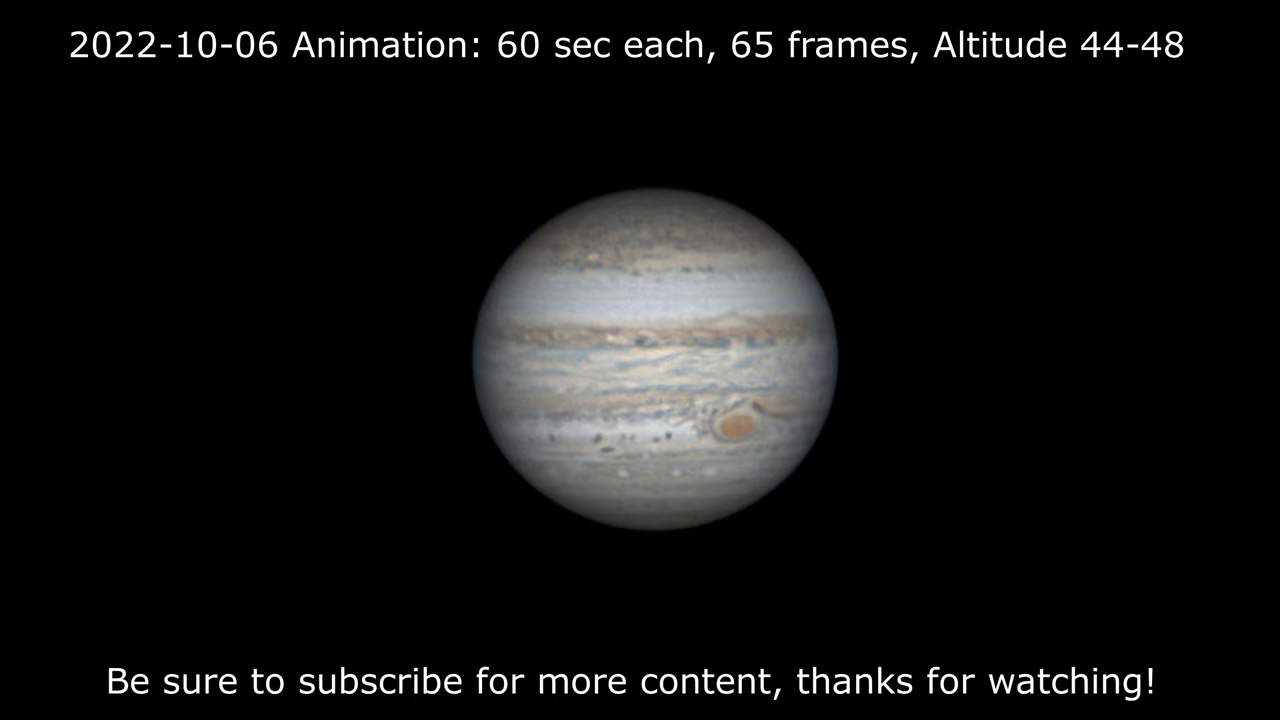 2022-10-06 Animation: 60 sec each, 65 frames, Altitude 44-48
Be sure to subscribe for more content, thanks for watching!